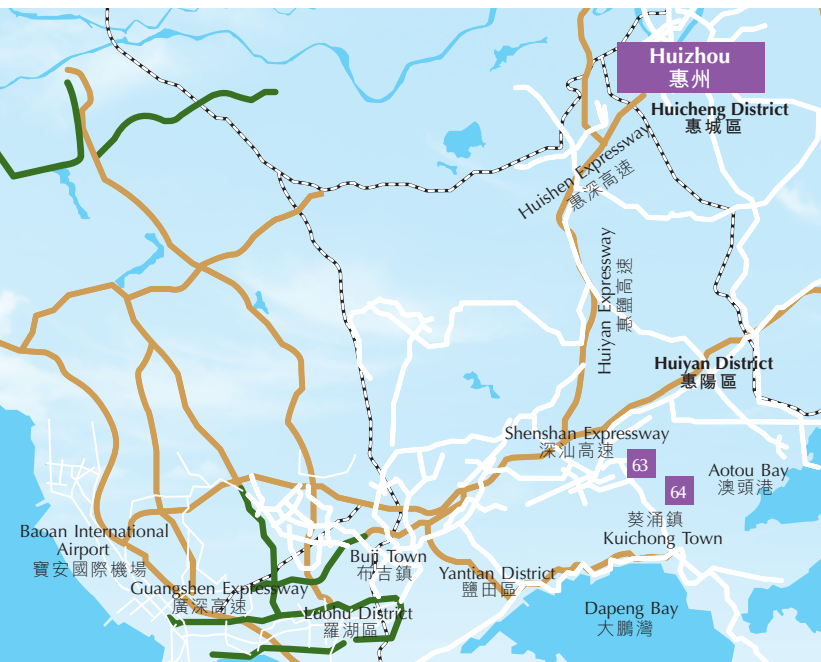 Huizhou
惠州
Huicheng District
惠城區
Huishen Expressway
惠深高速
Huiyan Expressway
惠鹽高速
Huiyan District
惠陽區
Shenshan Expressway
深汕高速
63
64
Aotou Bay
澳頭港
葵涌鎮
Kuichong Town
Baoan International
Airport
寶安國際機場
Buji Town
布吉鎮
Yantian District
鹽田區
Guangshen Expressway
廣深高速
Luohu District
羅湖區
Dapeng Bay
大鵬灣